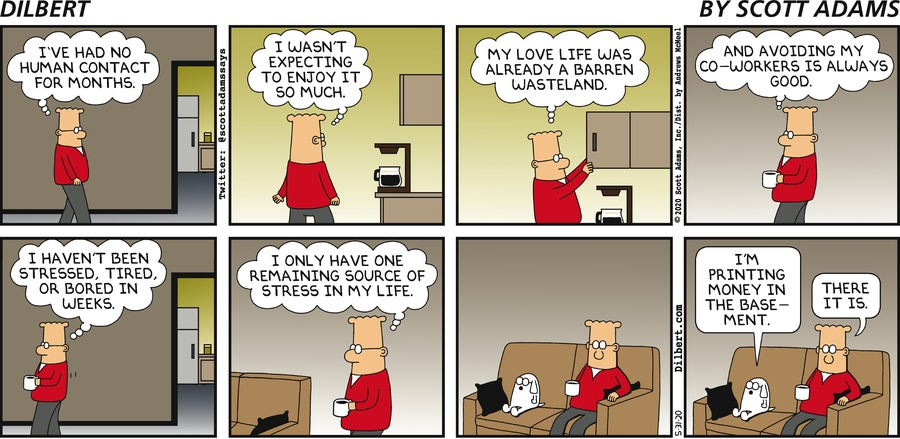 DILBERT
BY SCOTT ADAMS
I'VE HAD NO
HUMAN CONTACT
FOR MONTHS.
Twitter: @scottadamssays
I WASN'T
EXPECTING
TO ENJOY IT
SO MUCH.
MY LOVE LIFE WAS
ALREADY A BARREN
WASTELAND.
©2020 Scott Adams, Inc./Dist. by Andrews McMeel
AND AVOIDING MY
CO-WORKERS IS ALWAYS
GOOD.
I HAVEN'T BEEN
STRESSED, TIRED,
OR BORED IN
WEEKS.
I ONLY HAVE ONE
REMAINING SOURCE OF
STRESS IN MY LIFE.
5-31-20
Dilbert.com
I'M
PRINTING
MONEY IN
THE BASE-
MENT.
THERE
IT IS.